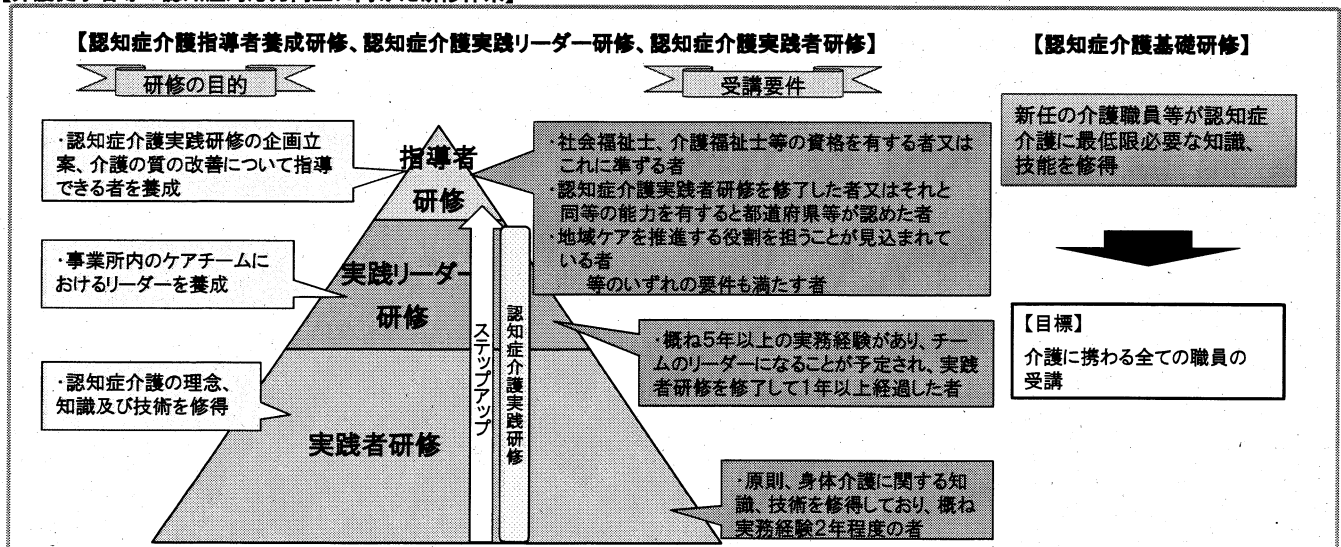 【認知症介護指導者養成研修、認知症介護実践リーダー研修、認知症介護実践者研修】
研修の目的
受講要件
・認知症介護実践研修の企画立
案、介護の質の改善について指導
できる者を養成
・事業所内のケアチームに
おけるリーダーを養成
・認知症介護の理念、
知識及び技術を修得
指導者
研修
実践リーダー
研修
実践者研修
ステップアップ
認知症介護実践研修
・社会福祉士、介護福祉士等の資格を有する者又は
これに準ずる者
・認知症介護実践者研修を修了した者又はそれと
同等の能力を有すると都道府県等が認めた者
・地域ケアを推進する役割を担うことが見込まれて
いる者
等のいずれの要件も満たす者
・概ね5年以上の実務経験があり、チー
ムのリーダーになることが予定され、実践
者研修を修了して1年以上経過した者
・原則、身体介護に関する知
識、技術を修得しており、概ね
実務経験2年程度の者
【認知症介護基礎研修】
新任の介護職員等が認知症
介護に最低限必要な知識、
技能を修得
【目標】
介護に携わる全ての職員の
受講